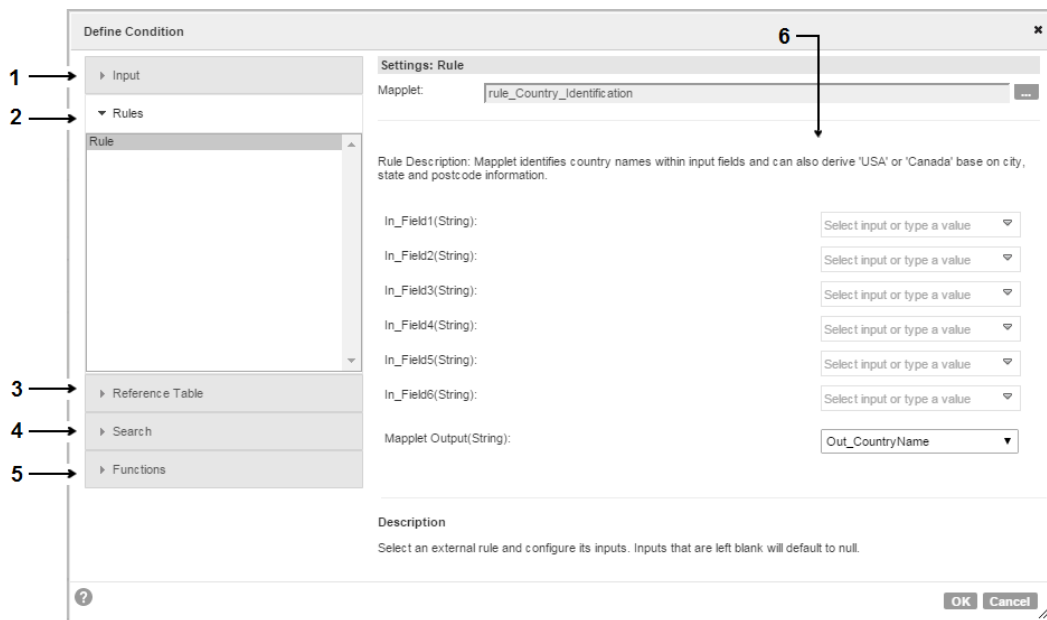 Define Condition
6
1
Input
Settings: Rule
Mapplet:
rule_Country_Identification
...
2
Rules
Rule
Rule Description: Mapplet identifies country names within input fields and can also derive 'USA' or 'Canada' base on city,
state and postcode information.
In_Field1(String):
Select input or type a value
In_Field2(String):
Select input or type a value
In_Field3(String):
Select input or type a value
In_Field4(String):
Select input or type a value
In_Field5(String):
Select input or type a value
In_Field6(String):
Select input or type a value
3
Reference Table
4
Search
Mapplet Output(String):
Out_CountryName
5
Functions
Description
Select an external rule and configure its inputs. Inputs that are left blank will default to null.
?
OK
Cancel